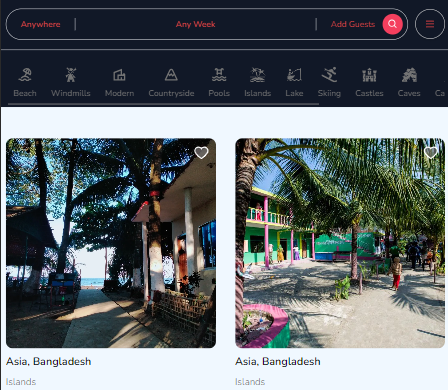 Anywhere Any Week Add Guests
Beach Windmills Modern Countryside Pools Islands Lake Skiing Castles Caves Ca
Asia, Bangladesh Asia, Bangladesh
Islands Islands